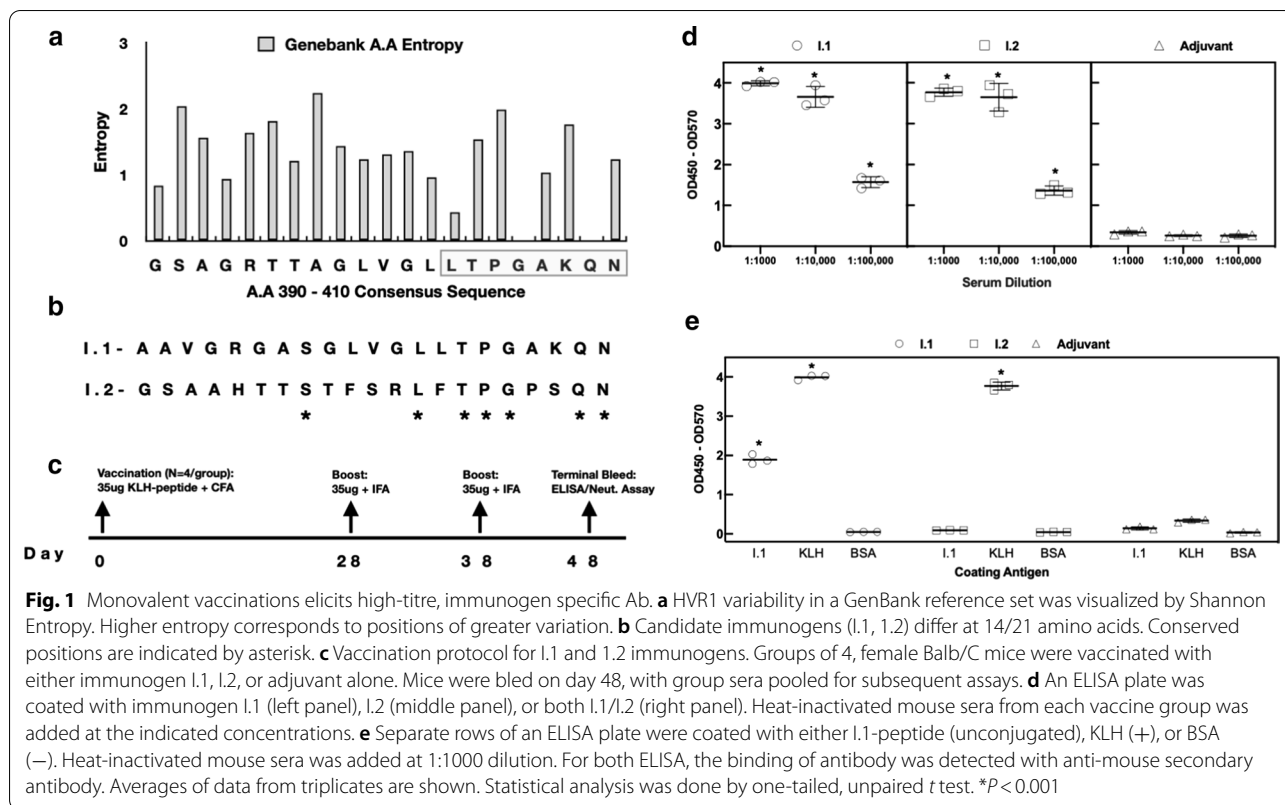 a
3
2
1
0
Entropy
Genebank A.A Entropy
G S A G R T T A G L V G L L T P G A K Q N
A.A 390 - 410 Consensus Sequence
b
I.1- A A V G R G A S G L V G L L T P G A K Q N
I.2- G S A A H T T S T F S R L F T P G P S Q N
* * * * * * *
c
Vaccination (N=4/group):
35ug KLH-peptide + CFA
Boost:
35ug + IFA
Boost:
35ug + IFA
Terminal Bleed:
ELISA/Neut. Assay
Day
0 28 3 8 4 8
d
I.1 I.2 Adjuvant
OD450 - OD570
4
3
2
1
0
* * * * * *
1:1000 1:10,000 1:100,000 1:1000 1:10,000 1:100,000 1:1000 1:10,000 1:100,000
Serum Dilution
e
I.1 I.2 Adjuvant
OD450 - OD570
4
3
2
1
0
* * *
I.1 KLH BSA I.1 KLH BSA I.1 KLH BSA
Coating Antigen
Fig. 1 Monovalent vaccinations elicits high-titre, immunogen specific Ab. a HVR1 variability in a GenBank reference set was visualized by Shannon
Entropy. Higher entropy corresponds to positions of greater variation. b Candidate immunogens (I.1, 1.2) differ at 14/21 amino acids. Conserved
positions are indicated by asterisk. c Vaccination protocol for I.1 and 1.2 immunogens. Groups of 4, female Balb/C mice were vaccinated with
either immunogen I.1, I.2, or adjuvant alone. Mice were bled on day 48, with group sera pooled for subsequent assays. d An ELISA plate was
coated with immunogen I.1 (left panel), I.2 (middle panel), or both I.1/I.2 (right panel). Heat-inactivated mouse sera from each vaccine group was
added at the indicated concentrations. e Separate rows of an ELISA plate were coated with either I.1-peptide (unconjugated), KLH (+), or BSA
(−). Heat-inactivated mouse sera was added at 1:1000 dilution. For both ELISA, the binding of antibody was detected with anti-mouse secondary
antibody. Averages of data from triplicates are shown. Statistical analysis was done by one-tailed, unpaired t test. *P < 0.001